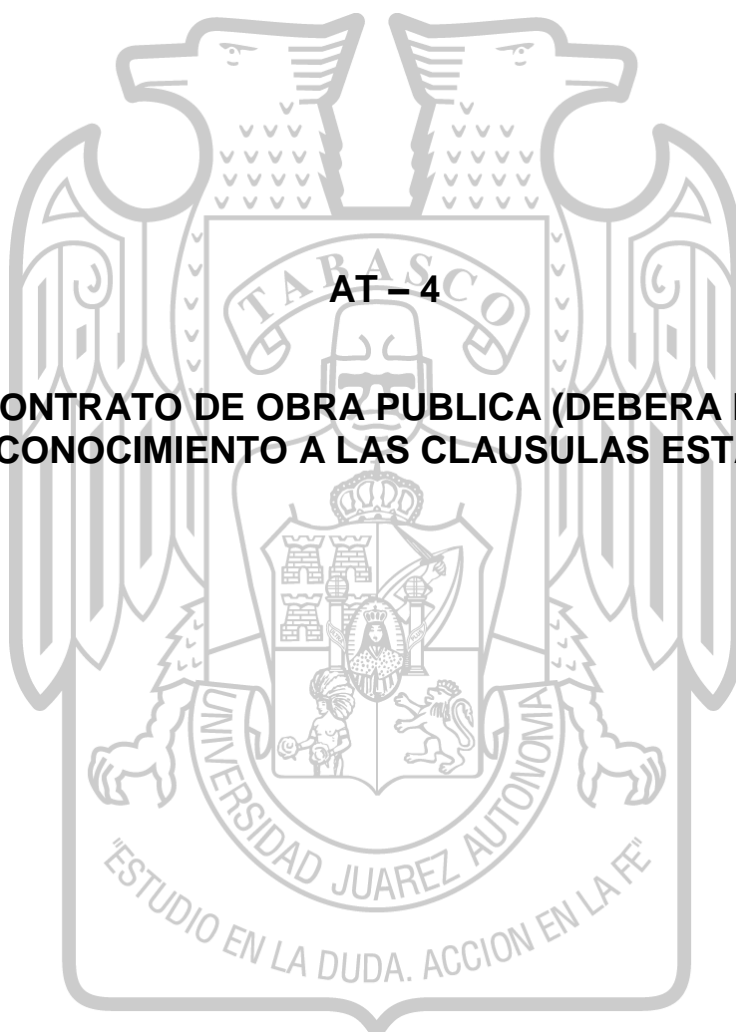 TABASCO
AT – 4
ONTRATO DE OBRA PUBLICA (DEBERA
CONOCIMIENTO A LAS CLAUSULAS ESTA
UNIVERSIDAD JUAREZ AUTONOMA
"ESTUDIO EN LA DUDA. ACCION EN LA FE"